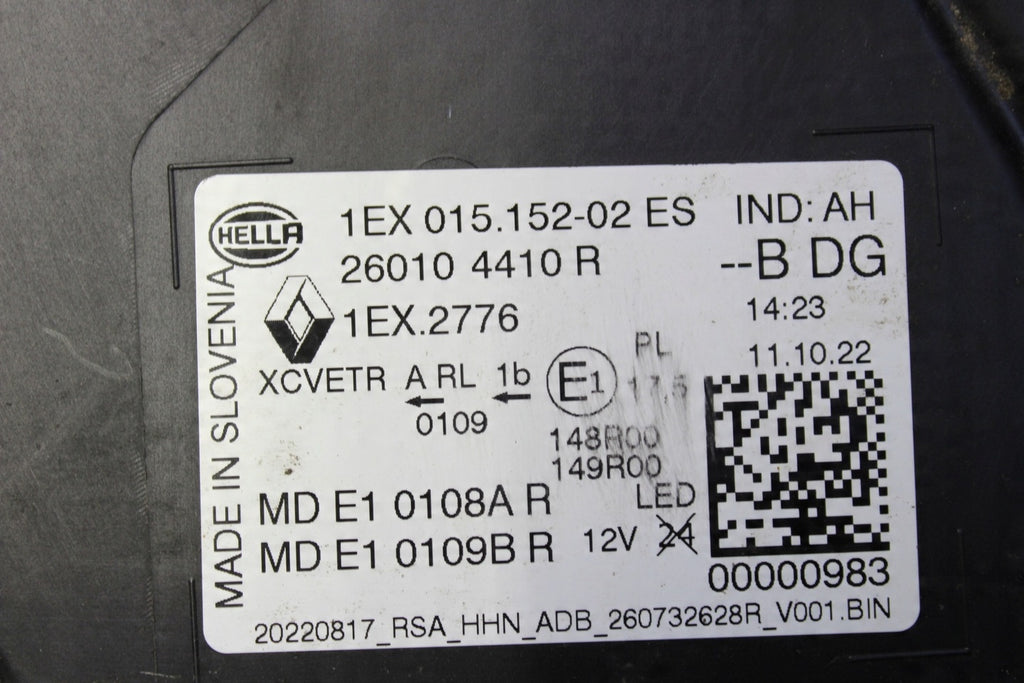 HELLA
1EX 015.152-02 ES
IND: AH
26010 4410 R
--B DG
1EX.2776
14:23
11.10.22
XCVETR A RL 1b
0109
E1
PL
17,5
148R00
149R00
LED
MD E1 0108A R
MD E1 0109B R
12V 24
00000983
20220817_RSA_HHN_ADB_260732628R_V001.BIN
MADE IN SLOVENIA